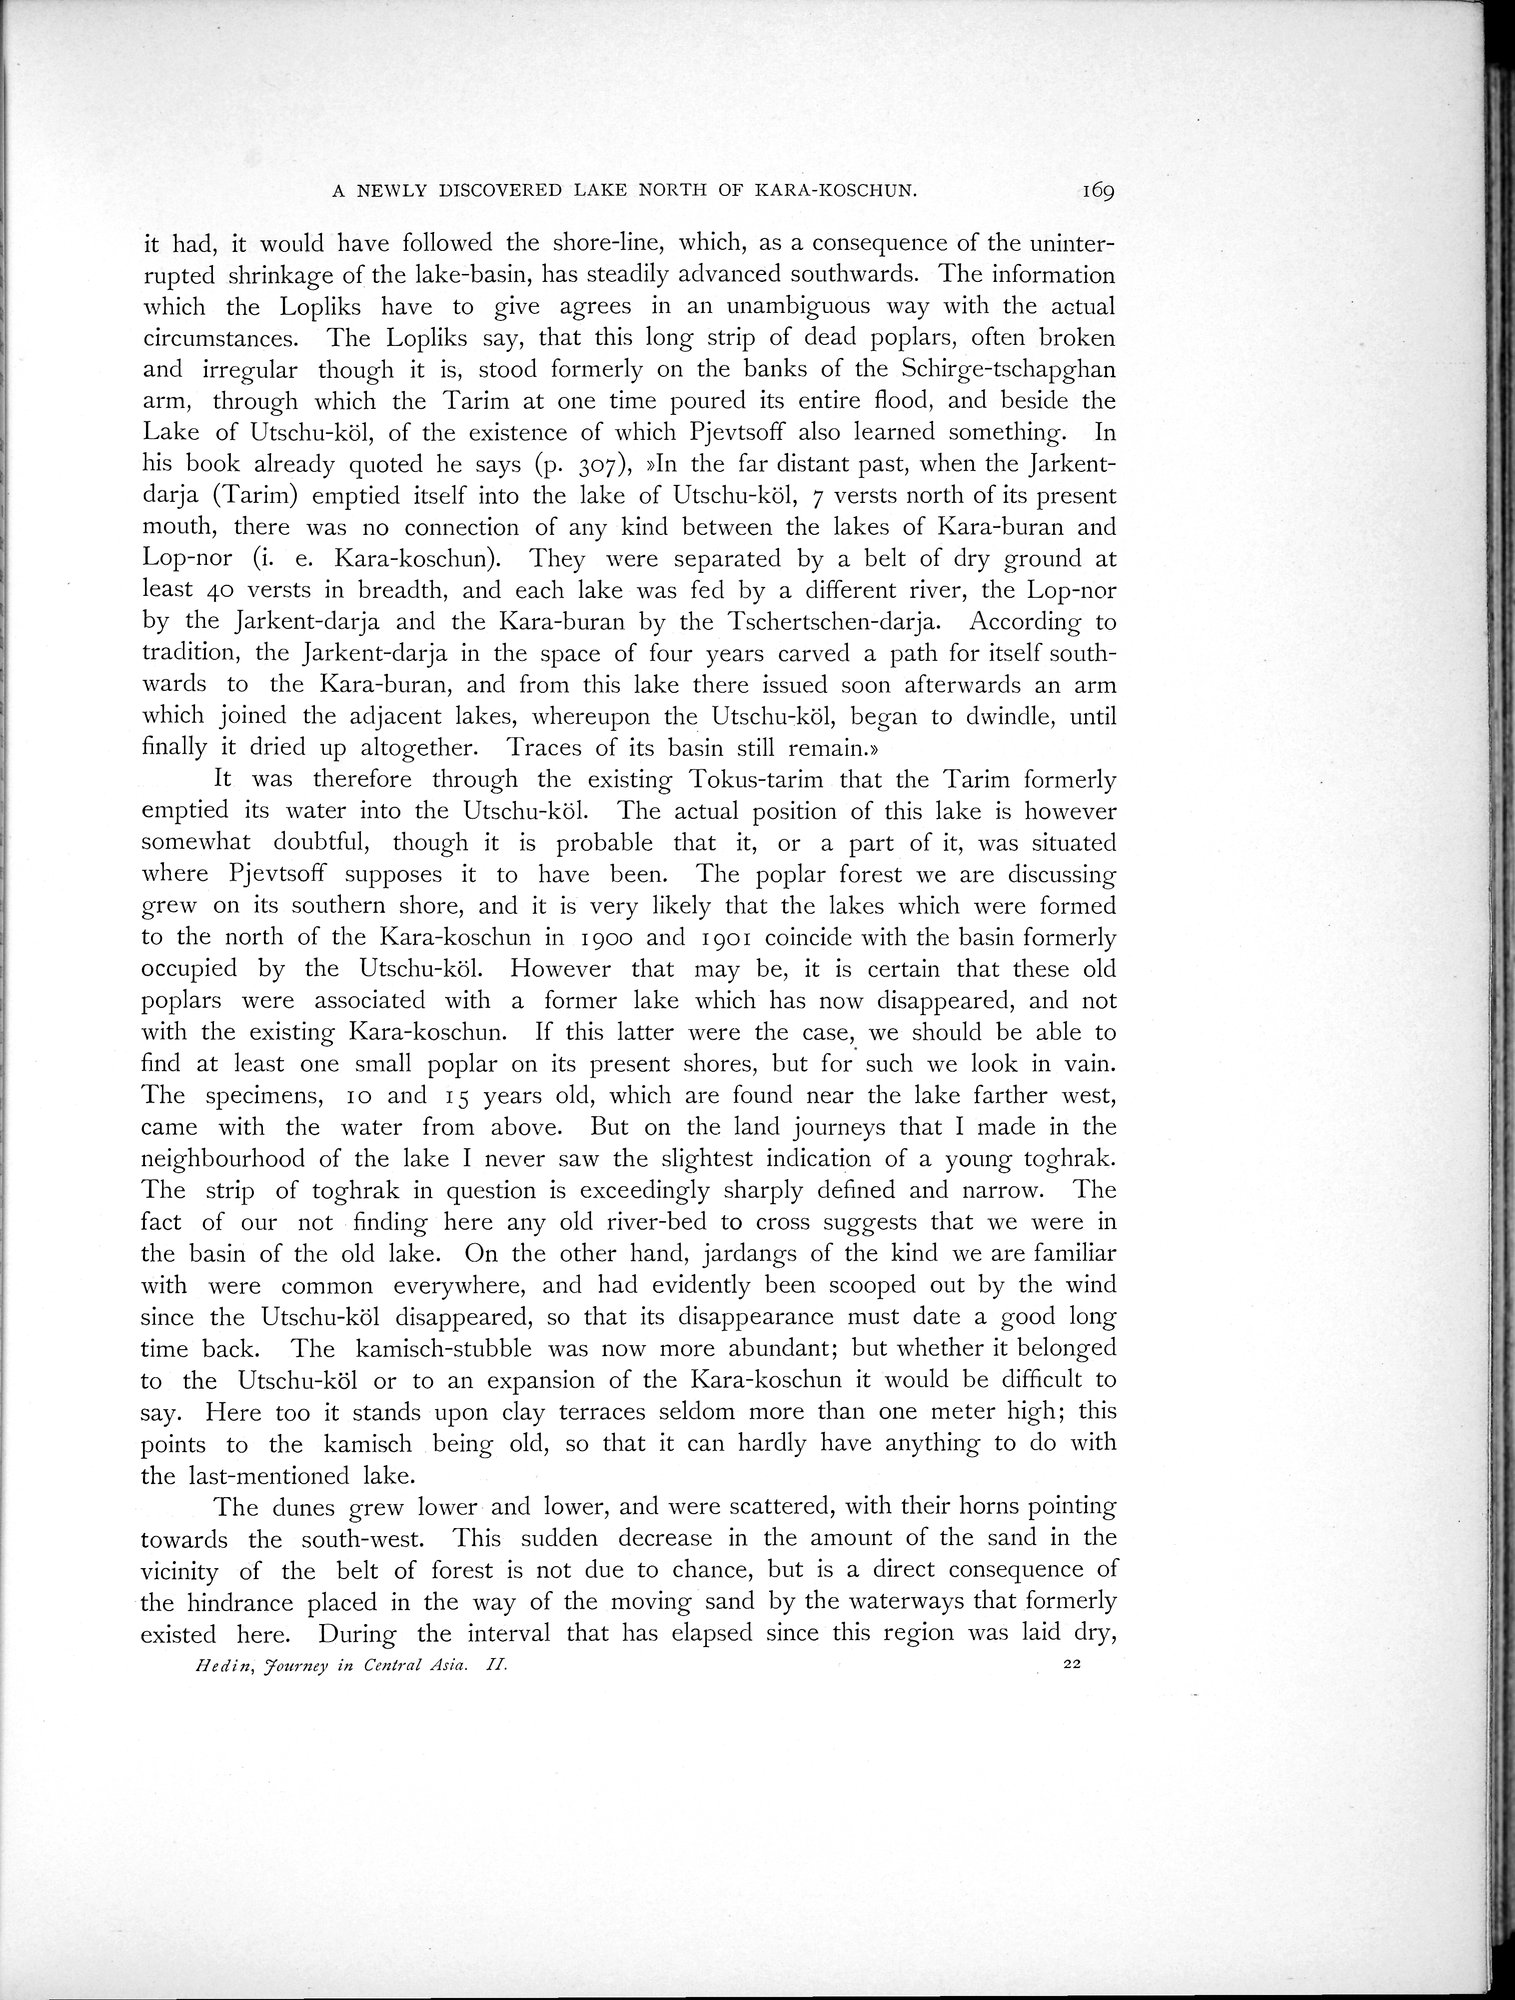 A NEWLY DISCOVERED LAKE NORTH OF KARA-KOSCHUN. 169
it had, it would have followed the shore-line, which, as a consequence of the uninter-
rupted shrinkage of the lake-basin, has steadily advanced southwards. The information
which the Lopliks have to give agrees in an unambiguous way with the actual
circumstances. The Lopliks say, that this long strip of dead poplars, often broken
and irregular though it is, stood formerly on the banks of the Schirge-tschapghan
arm, through which the Tarim at one time poured its entire flood, and beside the
Lake of Utschu-köl, of the existence of which Pjevtsoff also learned something. In
his book already quoted he says (p. 307), »In the far distant past, when the Jarkent-
darja (Tarim) emptied itself into the lake of Utschu-köl, 7 versts north of its present
mouth, there was no connection of any kind between the lakes of Kara-buran and
Lop-nor (i. e. Kara-koschun). They were separated by a belt of dry ground at
least 40 versts in breadth, and each lake was fed by a different river, the Lop-nor
by the Jarkent-darja and the Kara-buran by the Tschertschen-darja. According to
tradition, the Jarkent-darja in the space of four years carved a path for itself south-
wards to the Kara-buran, and from this lake there issued soon afterwards an arm
which joined the adjacent lakes, whereupon the Utschu-köl, began to dwindle, until
finally it dried up altogether. Traces of its basin still remain.»
It was therefore through the existing Tokus-tarim that the Tarim formerly
emptied its water into the Utschu-köl. The actual position of this lake is however
somewhat doubtful, though it is probable that it, or a part of it, was situated
where Pjevtsoff supposes it to have been. The poplar forest we are discussing
grew on its southern shore, and it is very likely that the lakes which were formed
to the north of the Kara-koschun in 1900 and 1901 coincide with the basin formerly
occupied by the Utschu-köl. However that may be, it is certain that these old
poplars were associated with a former lake which has now disappeared, and not
with the existing Kara-koschun. If this latter were the case, we should be able to
find at least one small poplar on its present shores, but for such we look in vain.
The specimens, 10 and 15 years old, which are found near the lake farther west,
came with the water from above. But on the land journeys that I made in the
neighbourhood of the lake I never saw the slightest indication of a young toghrak.
The strip of toghrak in question is exceedingly sharply defined and narrow. The
fact of our not finding here any old river-bed to cross suggests that we were in
the basin of the old lake. On the other hand, jardangs of the kind we are familiar
with were common everywhere, and had evidently been scooped out by the wind
since the Utschu-köl disappeared, so that its disappearance must date a good long
time back. The kamisch-stubble was now more abundant; but whether it belonged
to the Utschu-köl or to an expansion of the Kara-koschun it would be difficult to
say. Here too it stands upon clay terraces seldom more than one meter high; this
points to the kamisch being old, so that it can hardly have anything to do with
the last-mentioned lake.
The dunes grew lower and lower, and were scattered, with their horns pointing
towards the south-west. This sudden decrease in the amount of the sand in the
vicinity of the belt of forest is not due to chance, but is a direct consequence of
the hindrance placed in the way of the moving sand by the waterways that formerly
existed here. During the interval that has elapsed since this region was laid dry,
Hedin, Journey in Central Asia. II. 22